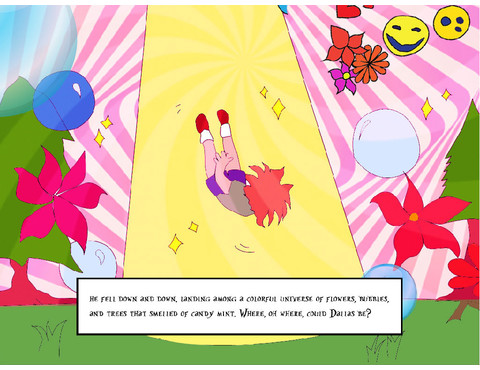 he fell down and down, landing among a colorful universe of flowers, bubbles,
and trees that smelled of candy mint. Where, oh where, could Dallas be?